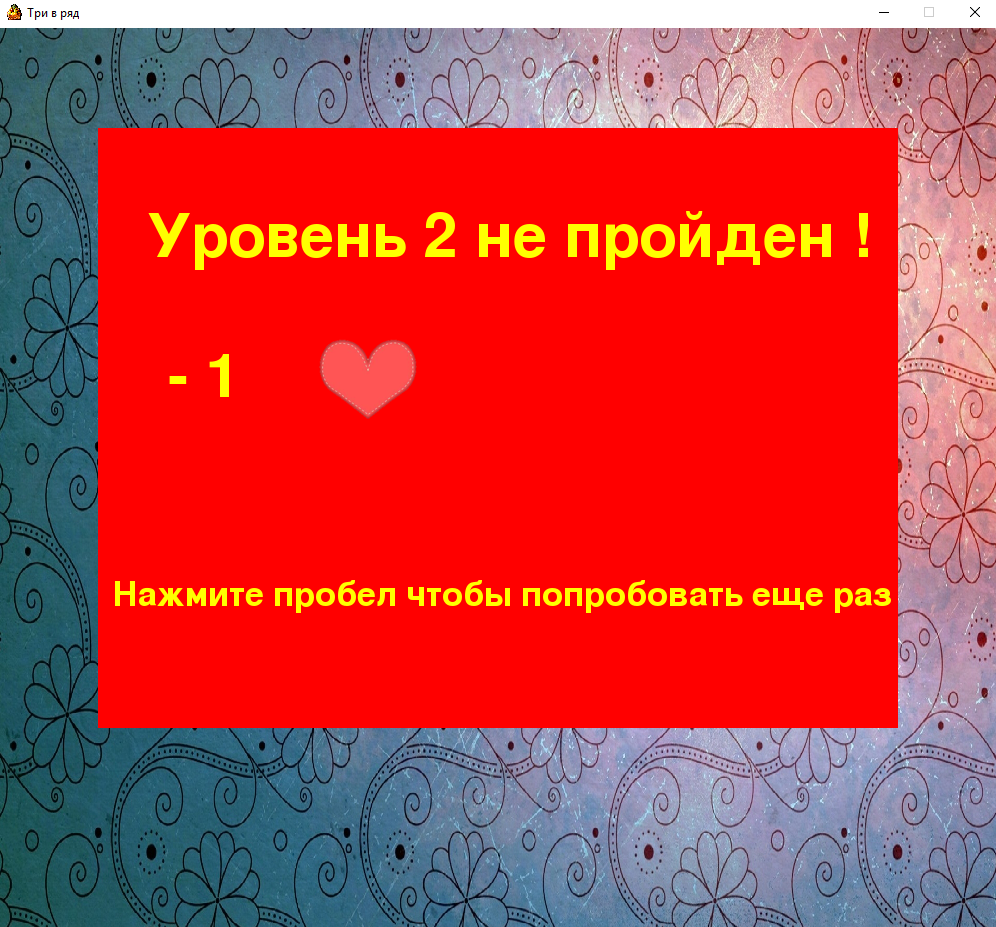 Три в ряд
Уровень 2 не пройден !
- 1
Нажмите пробел чтобы попробовать еще раз